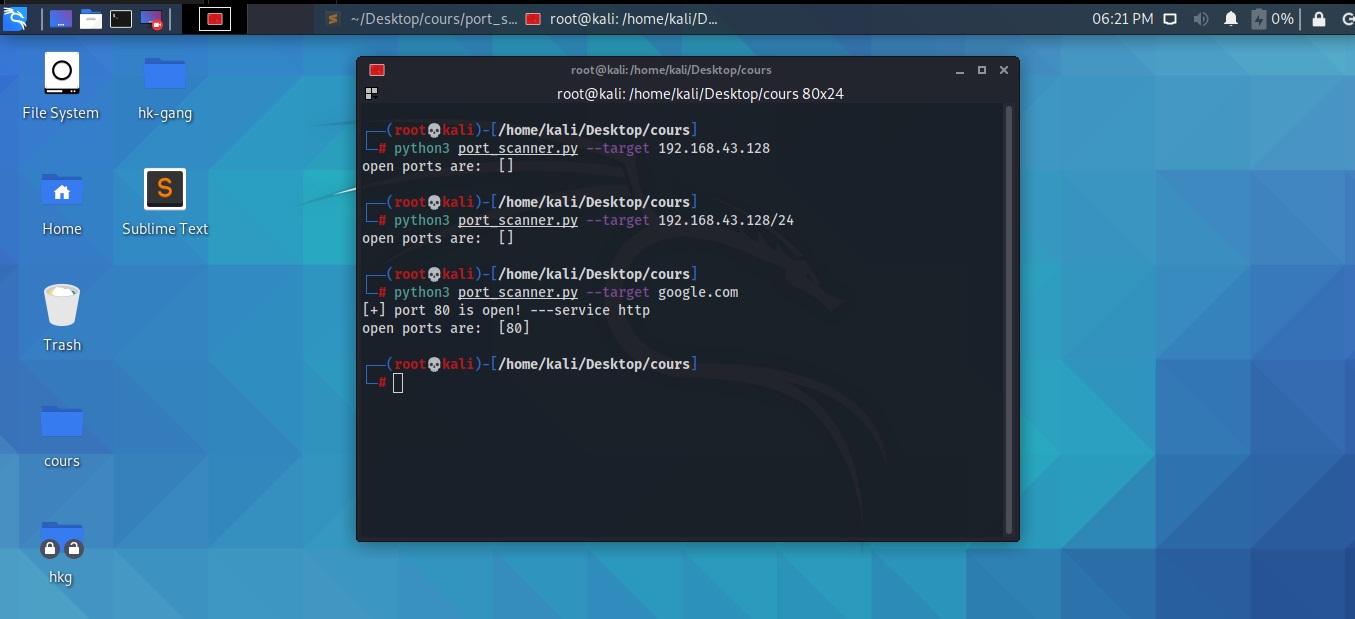 ~/Desktop/cours/port_s...
root@kali: /home/kali/D...
06:21 PM
0%
File System
hk-gang
Home
Sublime Text
Trash
cours
hkg
root@kali: /home/kali/Desktop/cours
root@kali: /home/kali/Desktop/cours 80x24
┌──(root💀kali)-[/home/kali/Desktop/cours]
└─# python3 port_scanner.py --target 192.168.43.128
open ports are:  []
┌──(root💀kali)-[/home/kali/Desktop/cours]
└─# python3 port_scanner.py --target 192.168.43.128/24
open ports are:  []
┌──(root💀kali)-[/home/kali/Desktop/cours]
└─# python3 port_scanner.py --target google.com
[+] port 80 is open! ---service http
open ports are:  [80]
┌──(root💀kali)-[/home/kali/Desktop/cours]
└─#